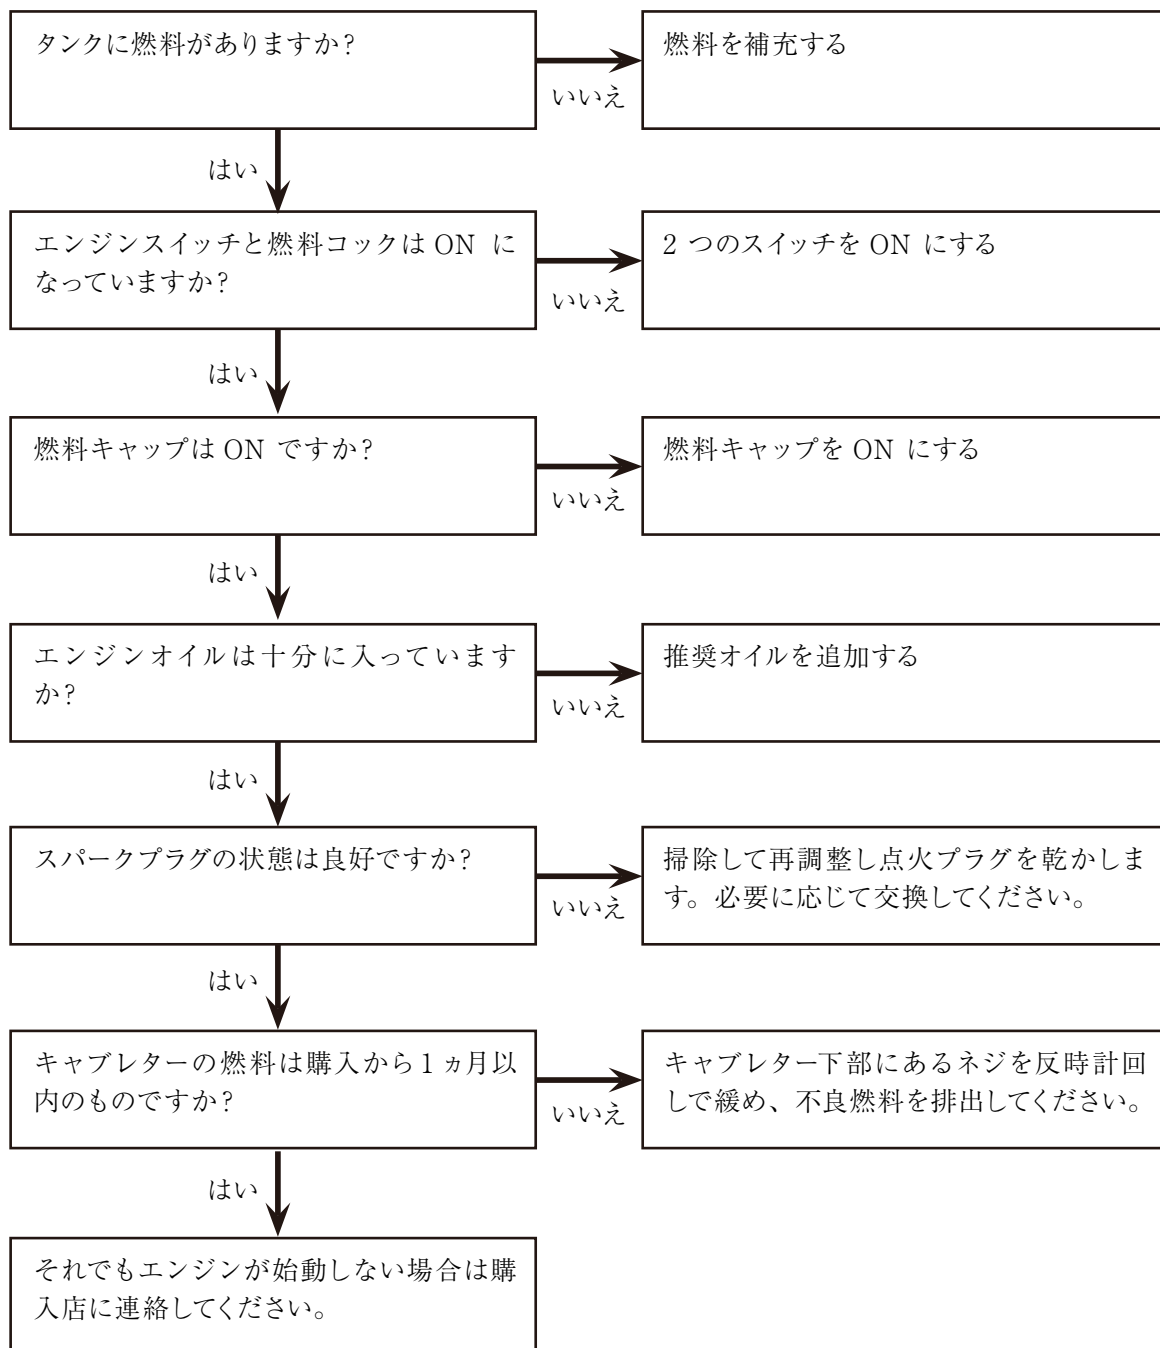 タンクに燃料がありますか?
燃料を補充する
いいえ
はい
エンジンスイッチと燃料コックは ON に
なっていますか?
2 つのスイッチを ON にする
いいえ
はい
燃料キャップは ON ですか?
燃料キャップを ON にする
いいえ
はい
エンジンオイルは十分に入っています
か?
推奨オイルを追加する
いいえ
はい
スパークプラグの状態は良好ですか?
掃除して再調整し点火プラグを乾かしま
す。必要に応じて交換してください。
いいえ
はい
キャブレターの燃料は購入から1ヵ月以
内のものですか?
キャブレター下部にあるネジを反時計回
しで緩め、不良燃料を排出してください。
いいえ
はい
それでもエンジンが始動しない場合は購
入店に連絡してください。